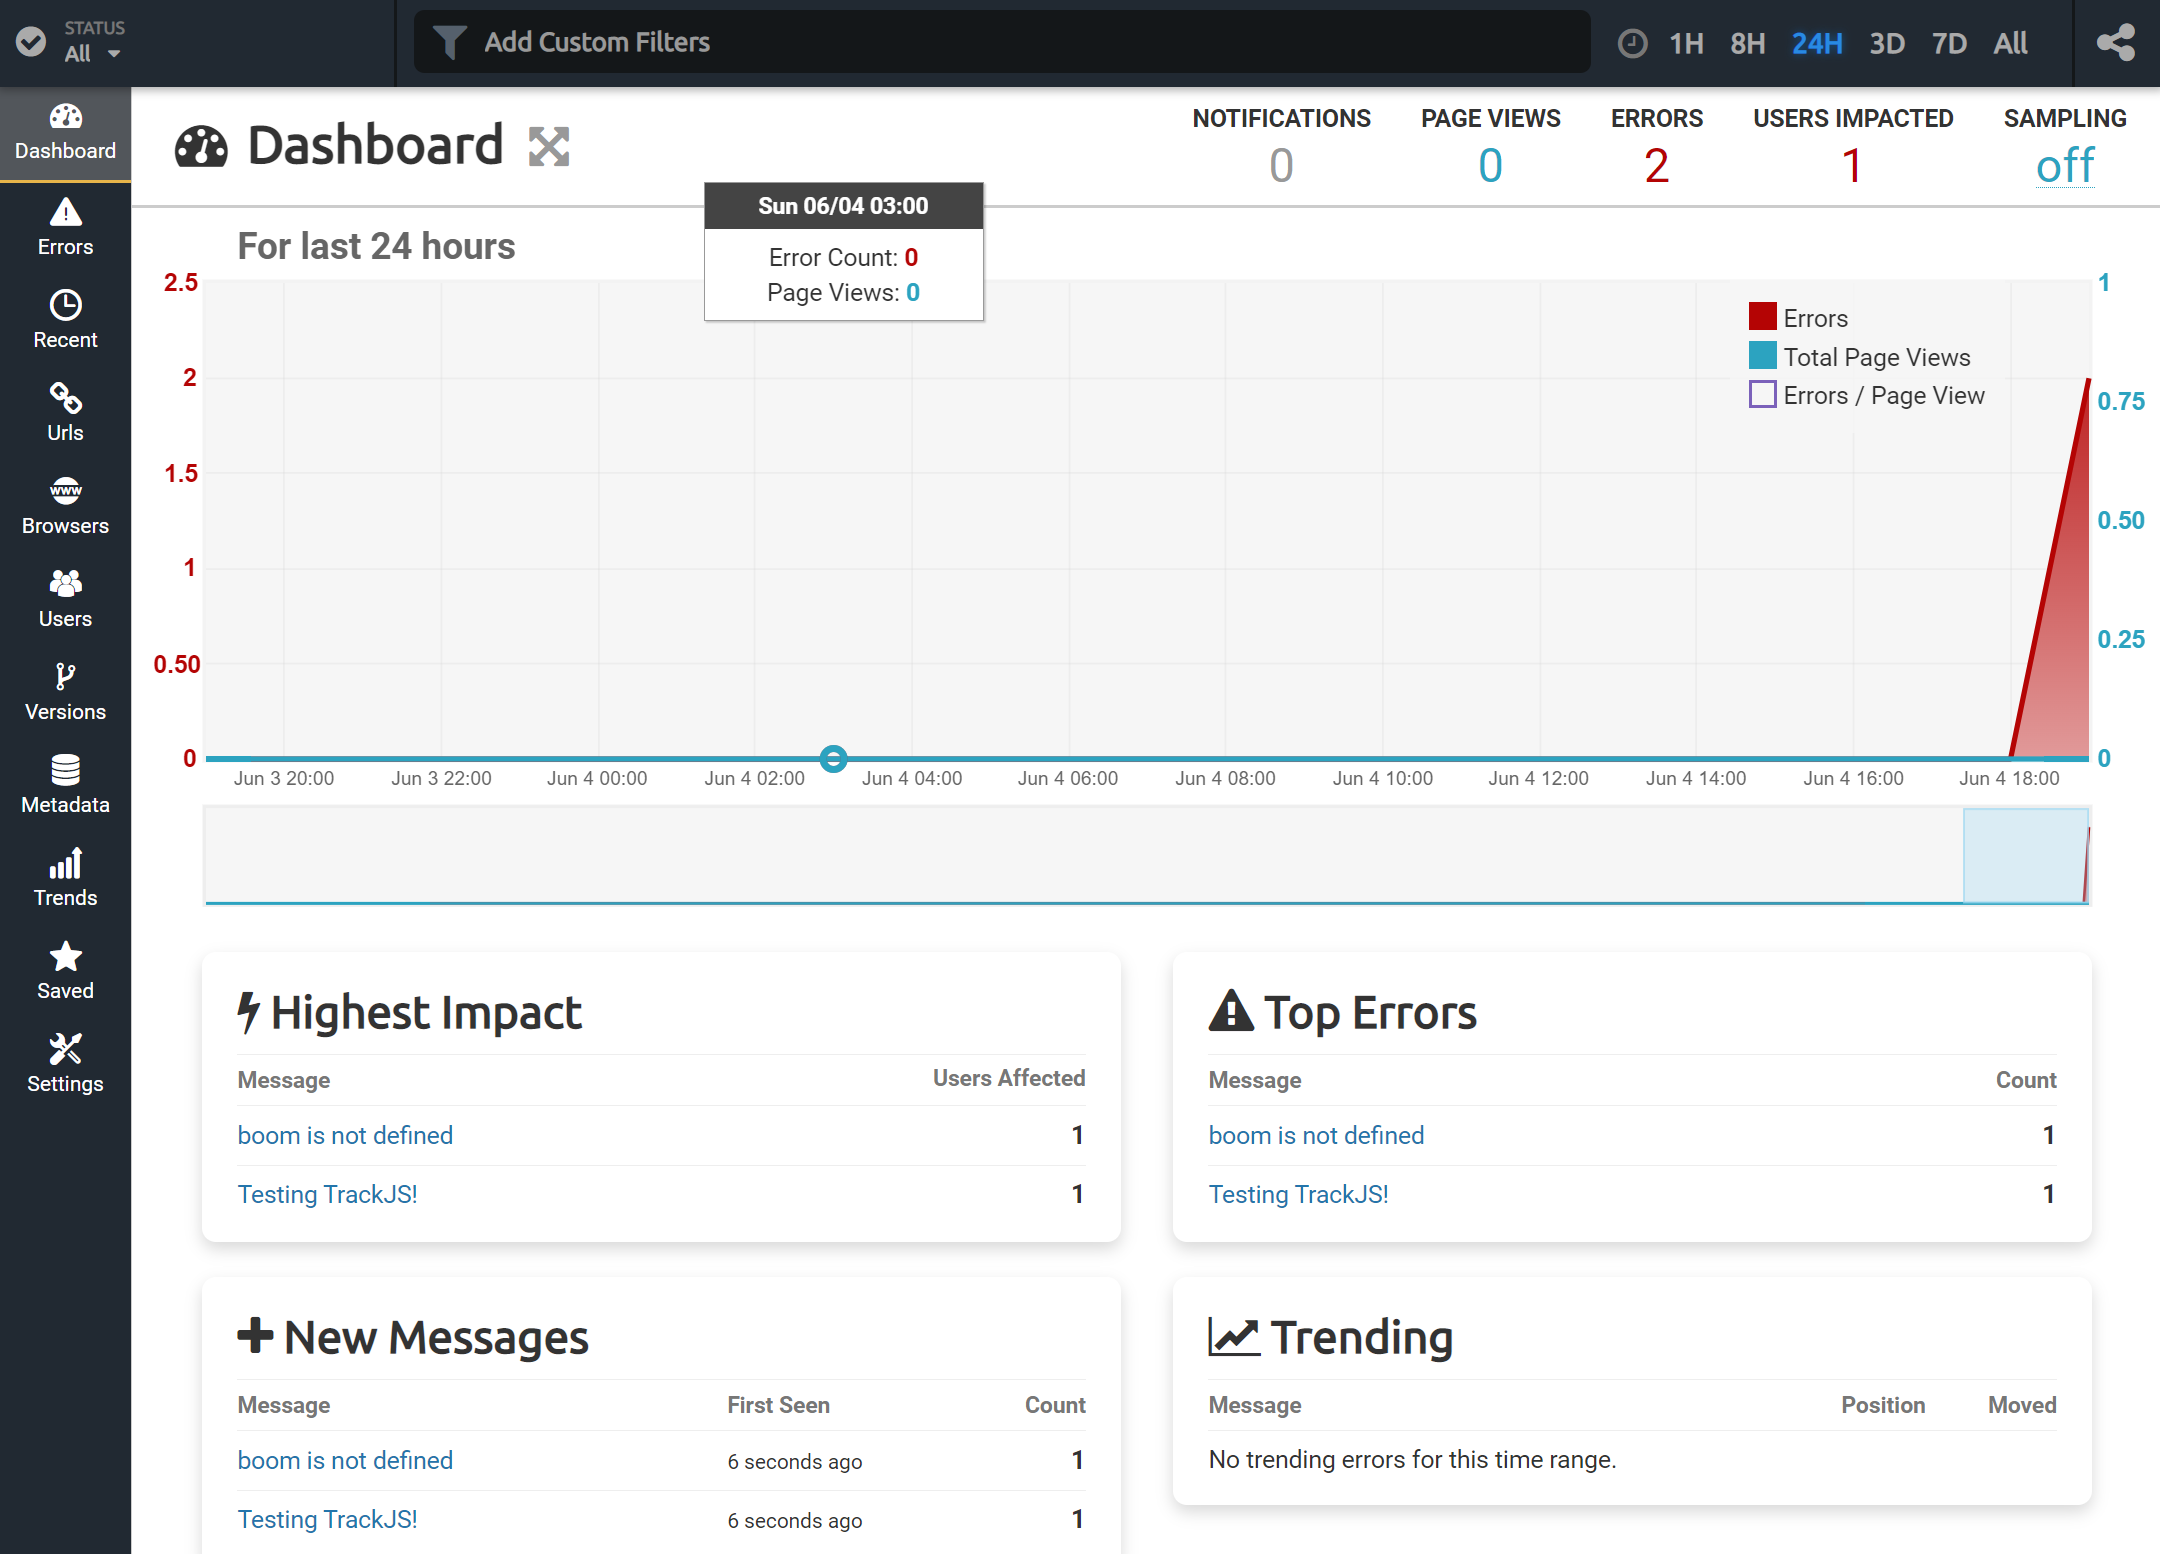 STATUS
All
Add Custom Filters
1H 8H 24H 3D 7D All
Dashboard
Errors
Recent
Urls
www
Browsers
Users
Versions
Metadata
Trends
Saved
Settings
Dashboard
NOTIFICATIONS PAGE VIEWS ERRORS USERS IMPACTED SAMPLING
0 0 2 1 off
For last 24 hours
Sun 06/04 03:00
Error Count: 0
Page Views: 0
2.5
2
1.5
1
0.50
0
Errors
Total Page Views
Errors / Page View
1
0.75
0.50
0.25
0
Jun 3 20:00 Jun 3 22:00 Jun 4 00:00 Jun 4 02:00 Jun 4 04:00 Jun 4 06:00 Jun 4 08:00 Jun 4 10:00 Jun 4 12:00 Jun 4 14:00 Jun 4 16:00 Jun 4 18:00
Highest Impact
Message Users Affected
boom is not defined 1
Testing TrackJS! 1
Top Errors
Message Count
boom is not defined 1
Testing TrackJS! 1
New Messages
Message First Seen Count
boom is not defined 6 seconds ago 1
Testing TrackJS! 6 seconds ago 1
Trending
Message Position Moved
No trending errors for this time range.